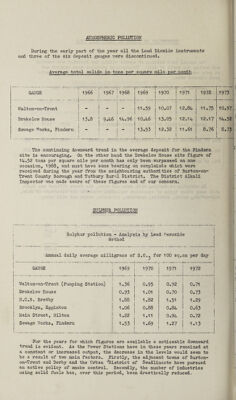 ATMOSPHERIC POLLUTION
During the early part of the year all the Lead Dioxide instruments
and three of the six deposit gauges were discontinued.
Average total solids in tons per square mile per month
GAUGE 1966 1967 1968 1969 1970 1971 1972 1973
Walton-on-Trent - - - 11.59 10.07 12.84 11.75 10.57
Drakelow House 13.8 9.46 14.96 10.46 13.05 12.14 12.17 14.52
Sewage Works, Findern - - - 13.53 12.32 11.61 8.76 8.73
The continuing downward trend in the average deposit for the Findern
site is encouraging. On the other hand the Drakelow House site figure of
14.52 tons per square mile per month has only been surpassed on one
occasion, 1968, and must have some bearing on complaints which were
received during the year from the neighbouring authorities of Burton-on-
Trent County Borough and Tutbury Rural District. The District Alkali
Inspector was made aware of these figures and of our concern.
SULPHUR POLLUTION
Sulphur pollution - Analysis by Lead Peroxide
Method
Annual daily average milligrams of S.O.3 for 100 sq.cm per day
GAUGE 1969 1970 1971 1972
Walton-on-Trent (Pumping Station) 1.36 0.95 0.92 0.71
Drakelow House 0.93 1.01 0.70 0.73
H.C.S. Bretby 1.88 1.82 1.31 1.29
Brooklyn, Egginton 1.06 0.88 0.84 0.63
Main Street, Hilton 1.22 1.11 0.94 0.72
Sewage Works, Findern 1.53 1.69 1.27 1.13
For the years for which figures are available a noticeable downward
trend is evident. As the Power Stations have in these years remained at
a constant or increased output, the decrease in the levels would seem to
be a result of two main factors. Firstly, the adjacent towns of Burton-
on-Trent and Derby and the Urban District of Swadlincote have pursued
an active policy of smoke control. Secondly, the number of industries
using solid fuels has, over this period, been drastically reduced.